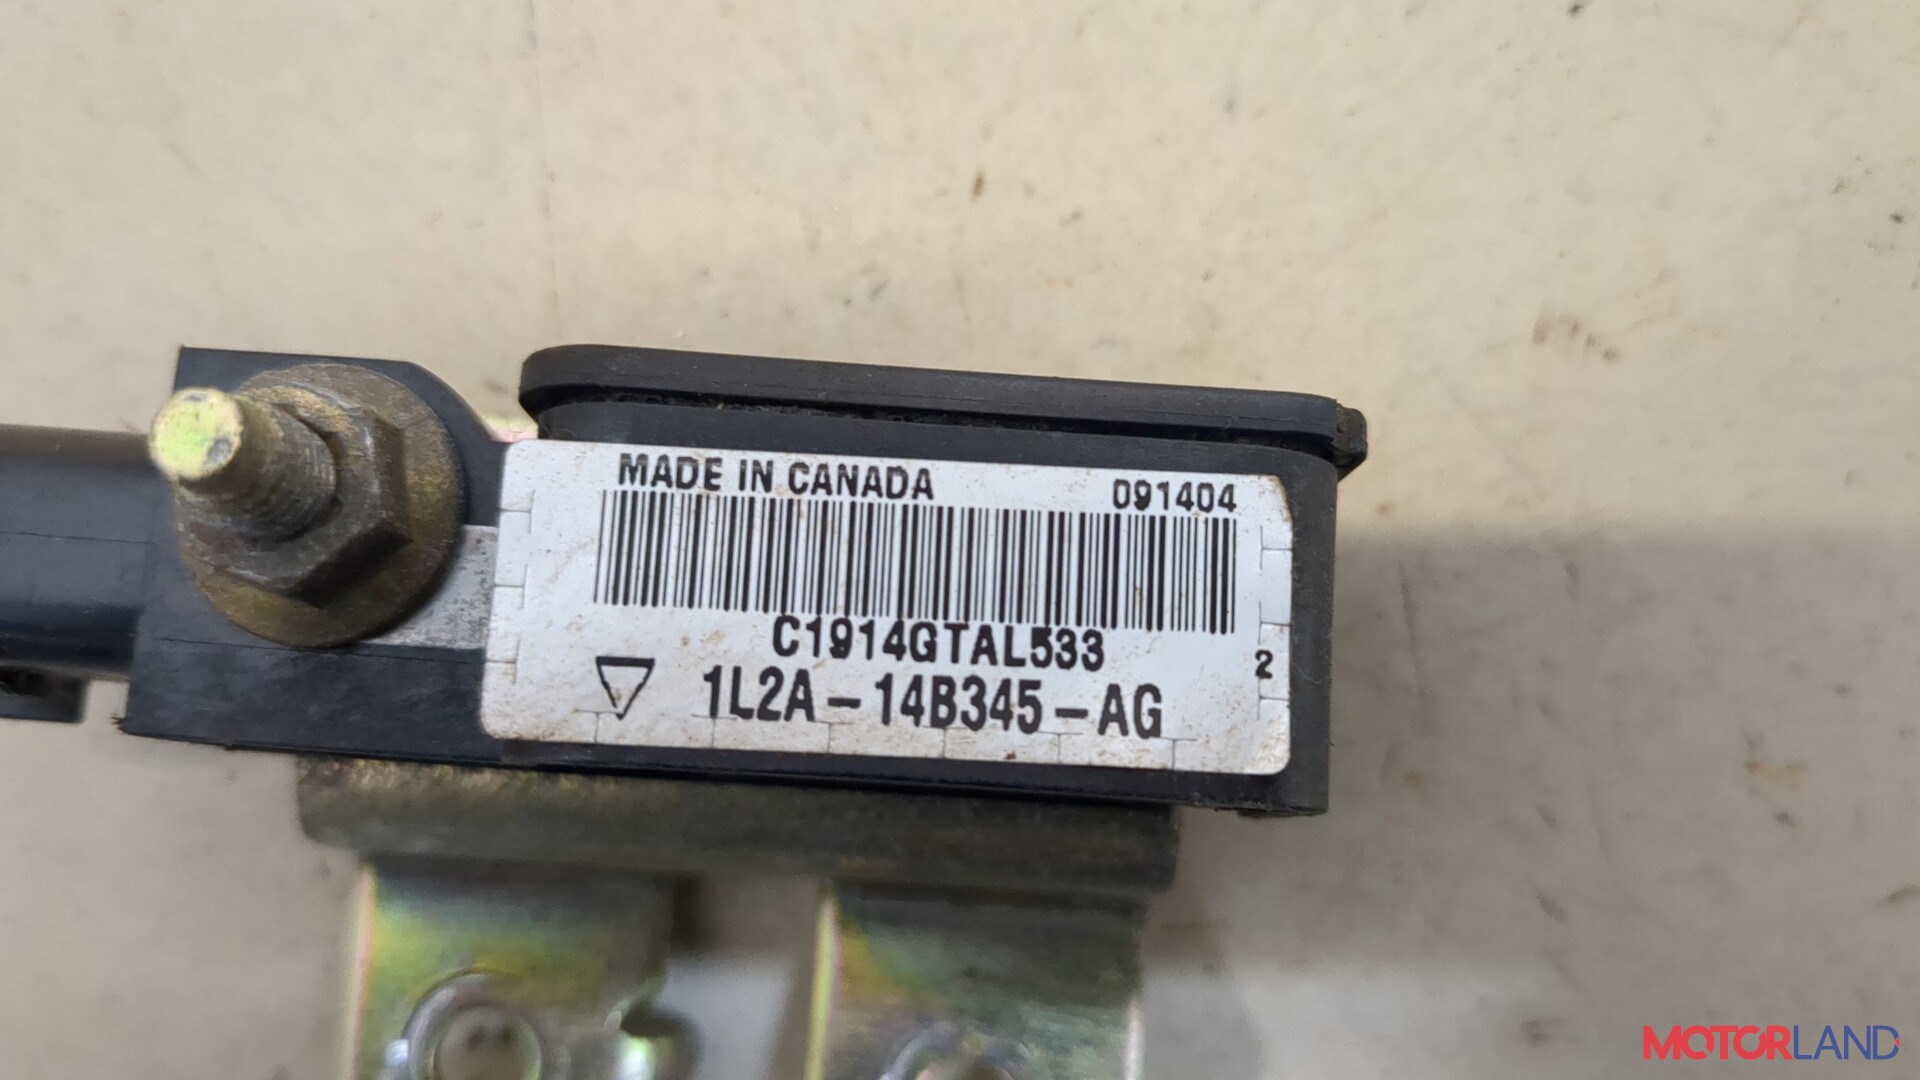 MADE IN CANADA 091404
C1914GTAL533
2
1L2A-14B345-AG
MOTORLAND